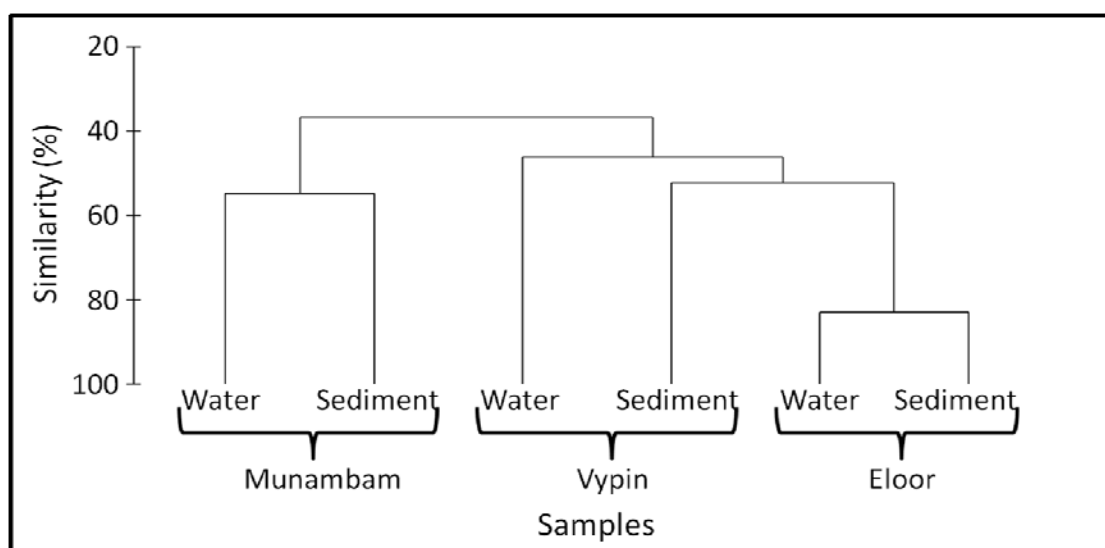 20
40
60
80
100
Similarity (%)
Water Sediment Water Sediment Water Sediment
Munambam Vypin Eloor
Samples